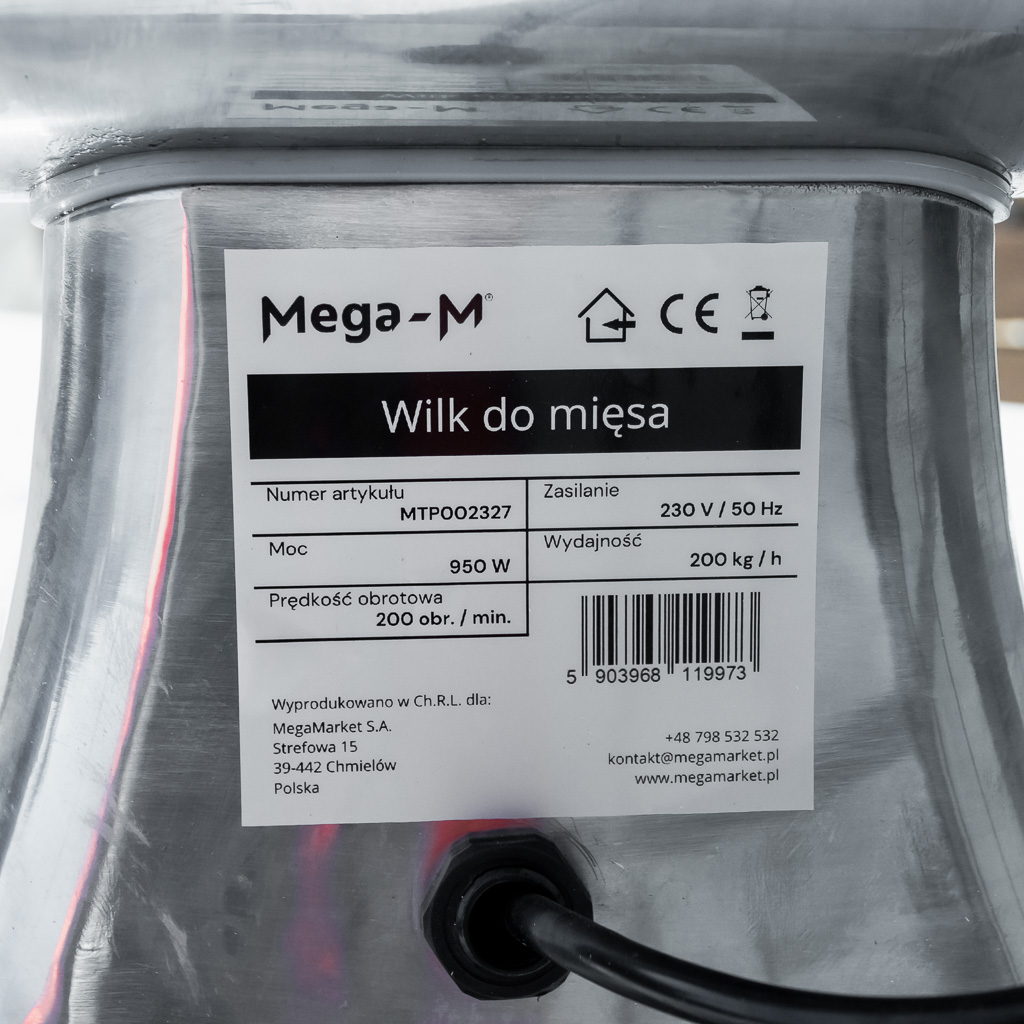 Mega-M®
CE
Wilk do mięsa
Numer artykułu
MTP002327
Zasilanie
230 V / 50 Hz
Moc
950 W
Wydajność
200 kg / h
Prędkość obrotowa
200 obr. / min.
5 903968 119973
Wyprodukowano w Ch.R.L. dla:
MegaMarket S.A.
Strefowa 15
39-442 Chmielów
Polska
+48 798 532 532
kontakt@megamarket.pl
www.megamarket.pl